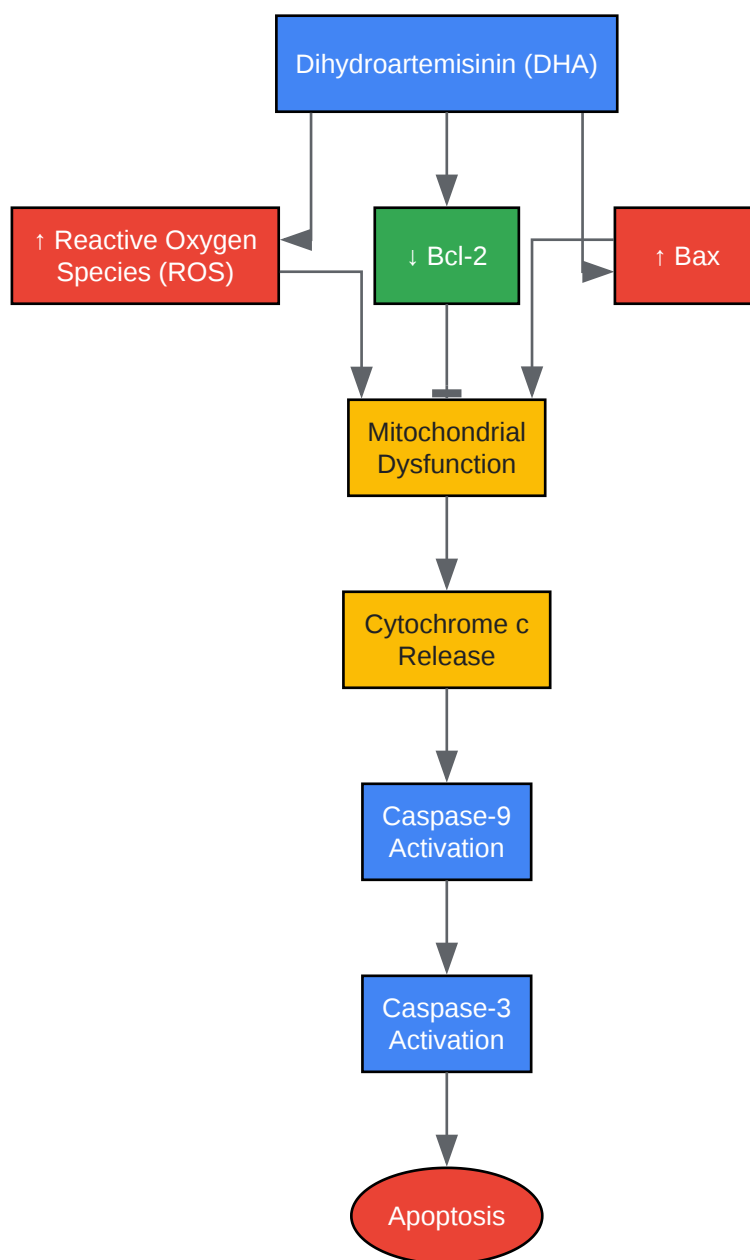 Dihydroartemisinin (DHA)
↑ Reactive Oxygen
Species (ROS)
↓ Bcl-2
↑ Bax
Mitochondrial
Dysfunction
Cytochrome c
Release
Caspase-9
Activation
Caspase-3
Activation
Apoptosis